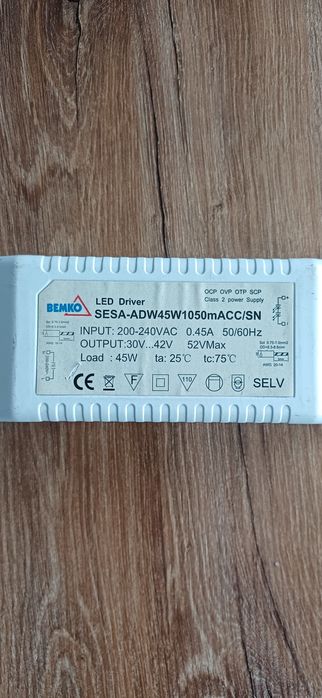 BEMKO
LED Driver
SESA-ADW45W1050mACC/SN
OCP OVP OTP SCP
Class 2 power Supply
INPUT: 200-240VAC 0.45A 50/60Hz
OUTPUT:30V...42V 52VMax
Load : 45W ta: 25℃ tc:75℃
F
110
SELV